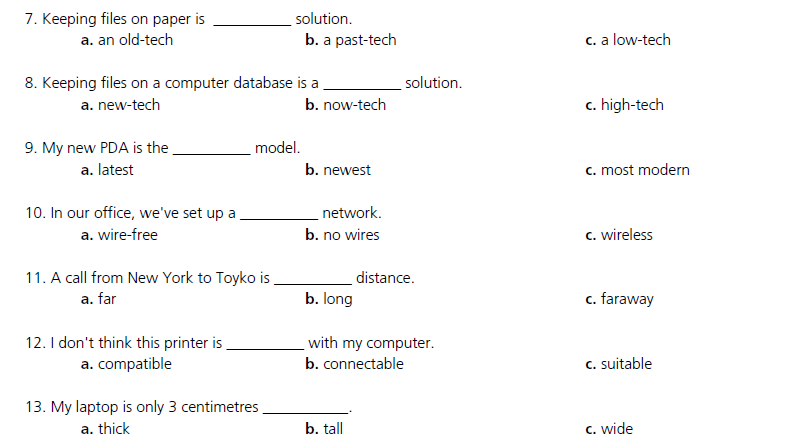 7. Keeping files on paper is __________ solution.
a. an old-tech b. a past-tech c. a low-tech
8. Keeping files on a computer database is a __________ solution.
a. new-tech b. now-tech c. high-tech
9. My new PDA is the __________ model.
a. latest b. newest c. most modern
10. In our office, we've set up a __________ network.
a. wire-free b. no wires c. wireless
11. A call from New York to Toyko is __________ distance.
a. far b. long c. faraway
12. I don't think this printer is __________ with my computer.
a. compatible b. connectable c. suitable
13. My laptop is only 3 centimetres ___________.
a. thick b. tall c. wide